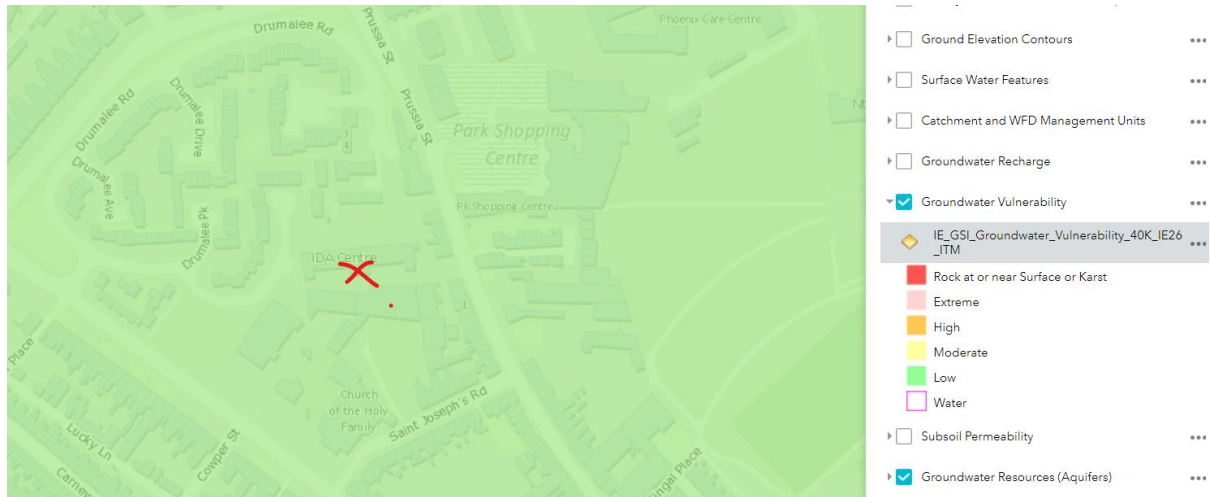 Drumalee Rd
Prussia St
Phoenix Care Centre
Drumalee Rd
Drumalee Drive
Prussia St
3
4
Park Shopping
Centre
Drumalee Ave
Drumalee Pk
Pk Shopping Centre
IDA Centre
1
Place
Church
of the Holy
Family
Saint Joseph's Rd
Lucky Ln
Cowper St
Ground Elevation Contours
Surface Water Features
Catchment and WFD Management Units
Groundwater Recharge
Groundwater Vulnerability
IE_GSI_Groundwater_Vulnerability_40K_IE26
_ITM
Rock at or near Surface or Karst
Extreme
High
Moderate
Low
Water
Subsoil Permeability
Groundwater Resources (Aquifers)